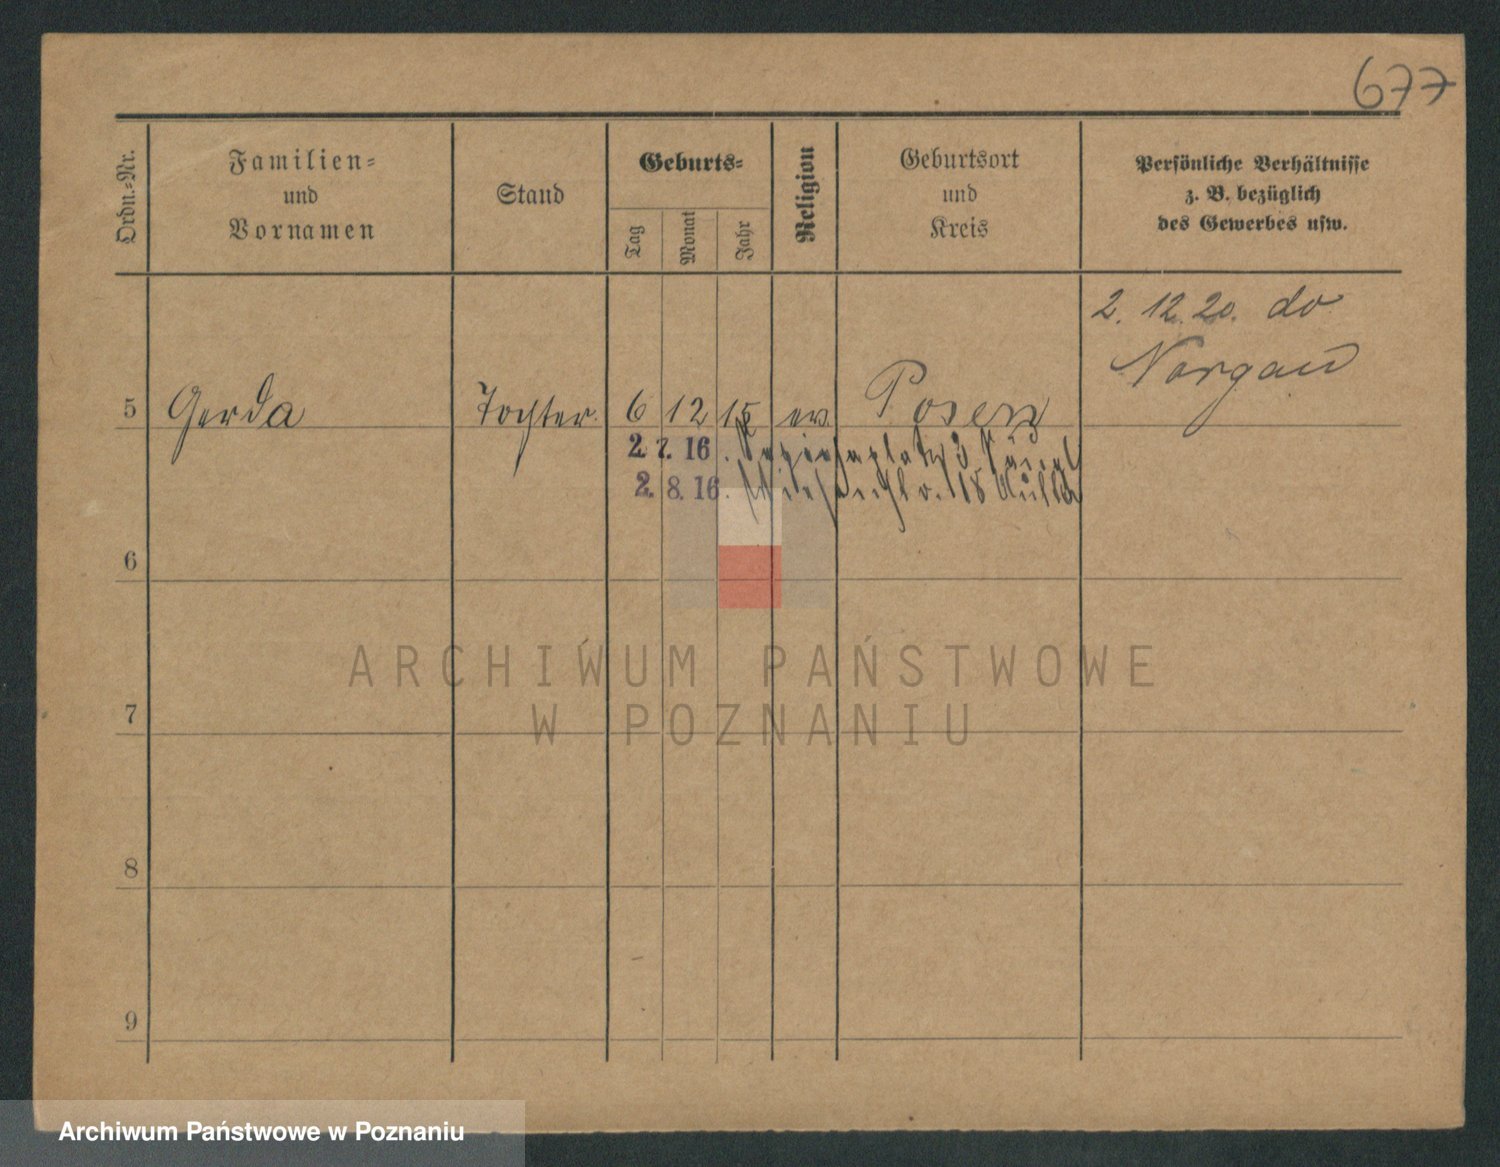 677
Ordn.-Nr.
Familien-
und
Vornamen
Stand
Geburts-
Tag
Monat
Jahr
Religion
Geburtsort
und
Kreis
Persönliche Verhältnisse
z. B. bezüglich
des Gewerbes usw.
2. 12. 20. do
Norgau
5 Gerda Tochter 6 12 15 ev. Posen
2. 7. 16
2. 8. 16. 18
6
ARCHIWUM PAŃSTWOWE
7
W POZNANIU
8
9
Archiwum Państwowe w Poznaniu